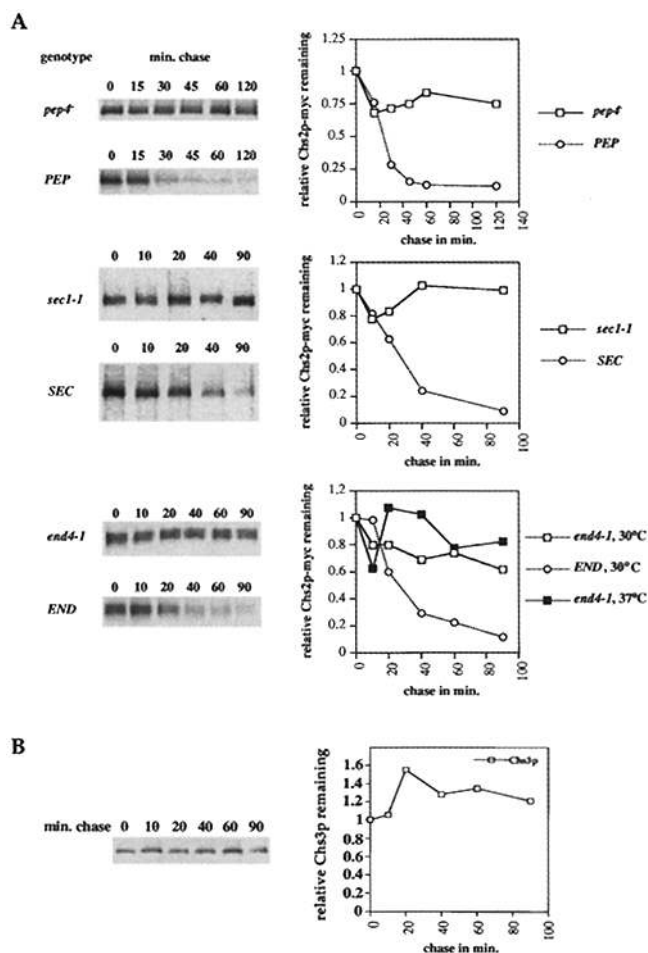 A
genotype min. chase
0 15 30 45 60 120
pep4-
0 15 30 45 60 120
PEP
1.25
1
0.75
0.5
0.25
0
0 20 40 60 80 100 120 140
relative Chs2p-myc remaining
chase in min.
pep4-
PEP
0 10 20 40 90
sec1-1
0 10 20 40 90
SEC
1.2
1
0.8
0.6
0.4
0.2
0
0 20 40 60 80 100
relative Chs2p-myc remaining
chase in min.
sec1-1
SEC
0 10 20 40 60 90
end4-1
0 10 20 40 60 90
END
1.2
1
0.8
0.6
0.4
0.2
0
0 20 40 60 80 100
relative Chs2p-myc remaining
chase in min.
end4-1, 30°C
END, 30°C
end4-1, 37°C
B
min. chase 0 10 20 40 60 90
1.6
1.4
1.2
1
0.8
0.6
0.4
0.2
0
0 20 40 60 80 100
relative Chs3p remaining
chase in min.
Chs3p